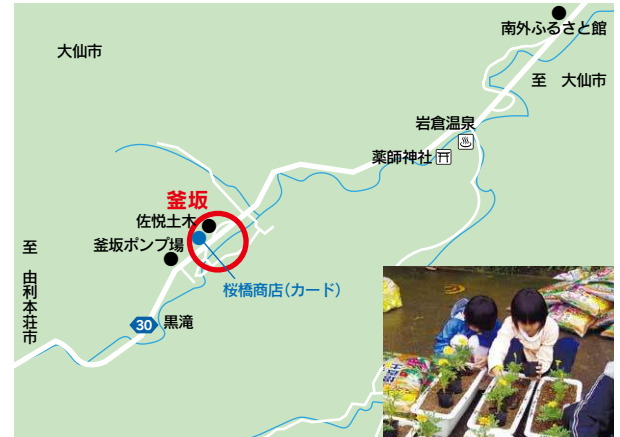 南外ふるさと館
大仙市
至 大仙市
岩倉温泉
薬師神社
釜坂
佐悦土木
釜坂ポンプ場
至 由利本荘市
桜橋商店(カード)
30
黒滝